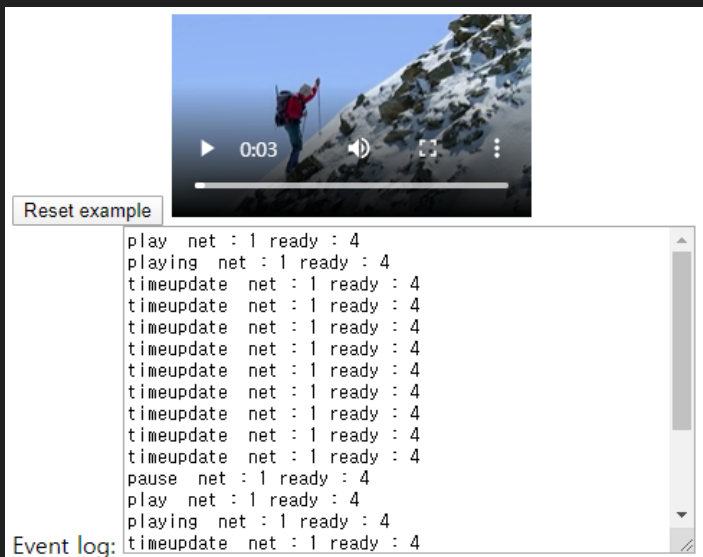 0:03
Reset example
play  net : 1 ready : 4
playing  net : 1 ready : 4
timeupdate  net : 1 ready : 4
timeupdate  net : 1 ready : 4
timeupdate  net : 1 ready : 4
timeupdate  net : 1 ready : 4
timeupdate  net : 1 ready : 4
timeupdate  net : 1 ready : 4
timeupdate  net : 1 ready : 4
timeupdate  net : 1 ready : 4
timeupdate  net : 1 ready : 4
pause  net : 1 ready : 4
play  net : 1 ready : 4
playing  net : 1 ready : 4
Event log: timeupdate  net : 1 ready : 4